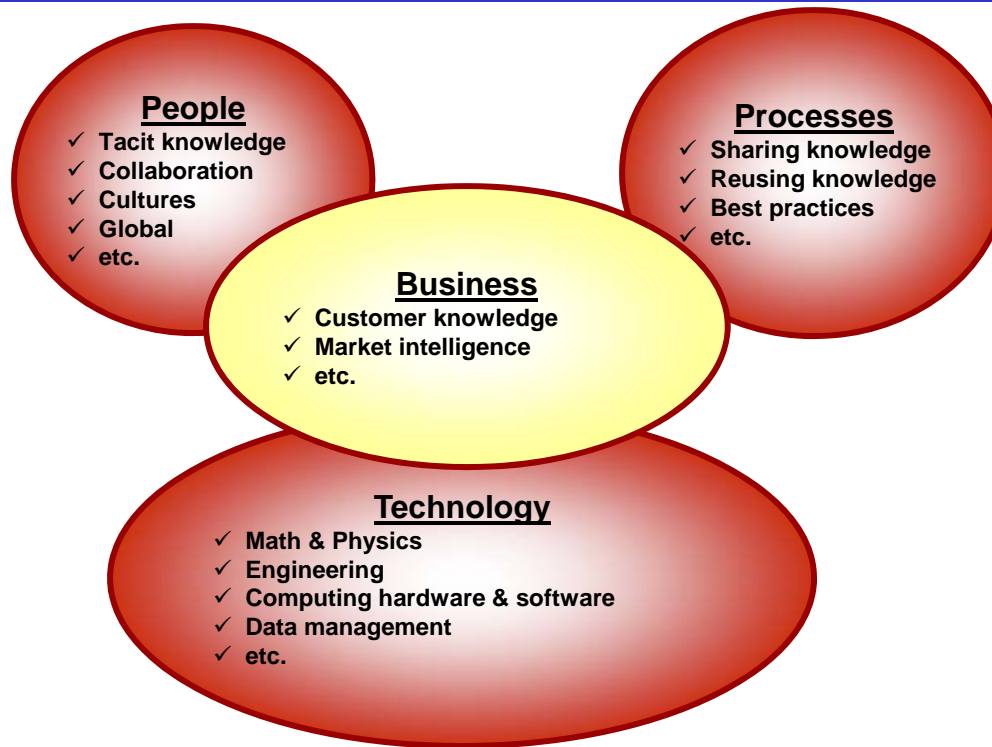 People
✓ Tacit knowledge
✓ Collaboration
✓ Cultures
✓ Global
✓ etc.
Processes
✓ Sharing knowledge
✓ Reusing knowledge
✓ Best practices
✓ etc.
Business
✓ Customer knowledge
✓ Market intelligence
✓ etc.
Technology
✓ Math & Physics
✓ Engineering
✓ Computing hardware & software
✓ Data management
✓ etc.